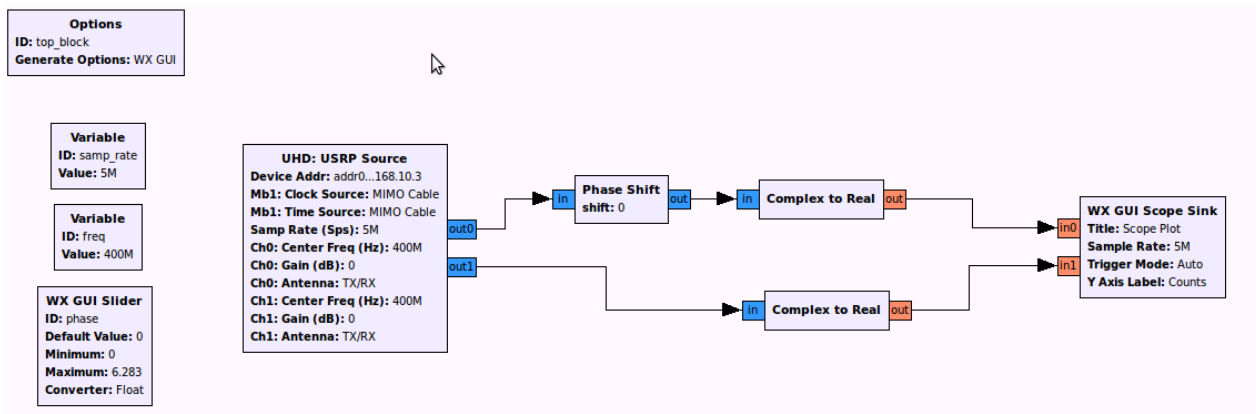 Options
ID: top_block
Generate Options: WX GUI
Variable
ID: samp_rate
Value: 5M
Variable
ID: freq
Value: 400M
WX GUI Slider
ID: phase
Default Value: 0
Minimum: 0
Maximum: 6.283
Converter: Float
UHD: USRP Source
Device Addr: addr0...168.10.3
Mb1: Clock Source: MIMO Cable
Mb1: Time Source: MIMO Cable
Samp Rate (Sps): 5M
Ch0: Center Freq (Hz): 400M
Ch0: Gain (dB): 0
Ch0: Antenna: TX/RX
Ch1: Center Freq (Hz): 400M
Ch1: Gain (dB): 0
Ch1: Antenna: TX/RX
out0
out1
in
Phase Shift
shift: 0
out
in
Complex to Real
out
in
Complex to Real
out
in0
in1
WX GUI Scope Sink
Title: Scope Plot
Sample Rate: 5M
Trigger Mode: Auto
Y Axis Label: Counts